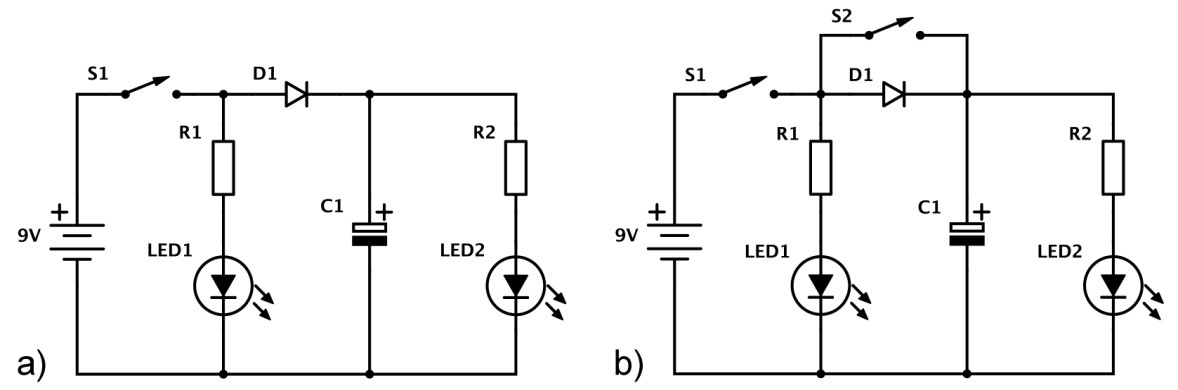 S1
D1
R1
R2
+
9V
C1
+
LED1
LED2
a)
S2
S1
D1
R1
R2
+
9V
C1
+
LED1
LED2
b)